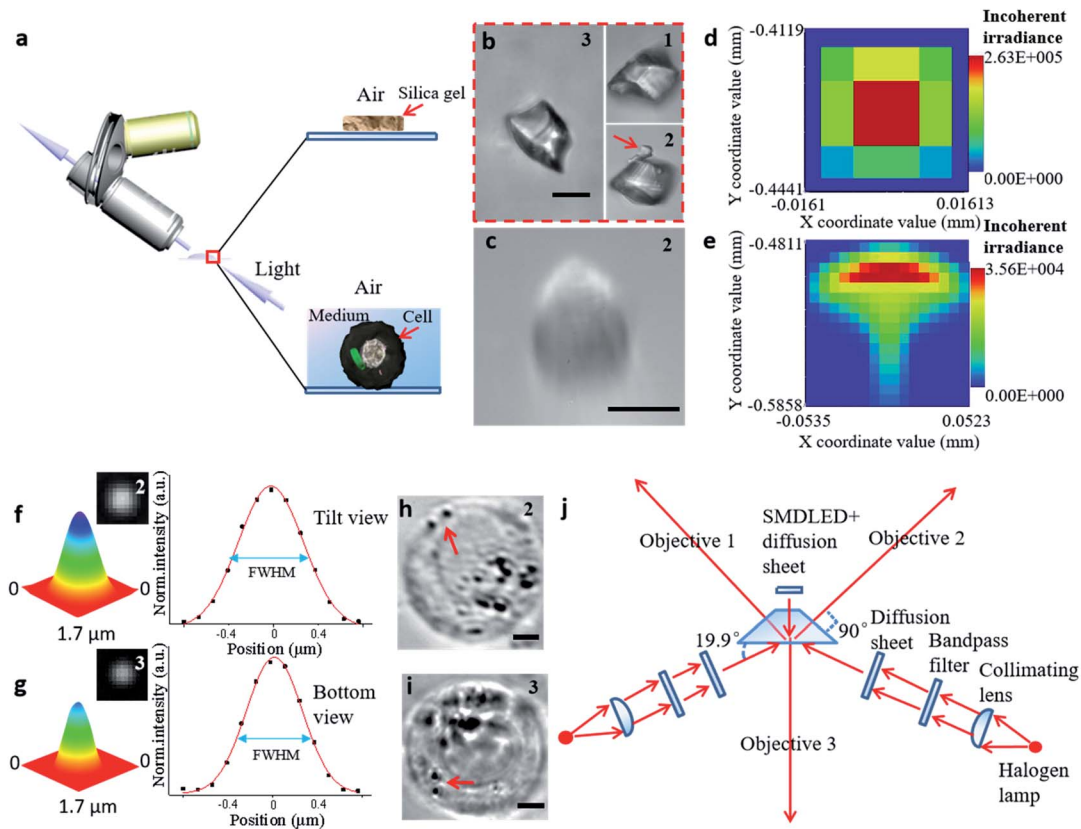 a
Air
Silica gel
Light
Air
Medium
Cell
b
3
1
2
c
2
d
Y coordinate value (mm)
-0.4119
-0.4441
-0.0161
0.01613
X coordinate value (mm)
Incoherent
irradiance
2.63E+005
0.00E+000
e
Y coordinate value (mm)
-0.4811
-0.5858
-0.0535
0.0523
X coordinate value (mm)
Incoherent
irradiance
3.56E+004
0.00E+000
f
2
0
0
1.7 µm
Norm.intensity (a.u.)
Tilt view
FWHM
-0.4
0
0.4
Position (µm)
g
3
0
0
1.7 µm
Norm.intensity (a.u.)
Bottom
view
FWHM
-0.4
0
0.4
Position (µm)
h
2
i
3
j
SMDLED+
diffusion
sheet
Objective 1
Objective 2
19.9°
90°
Diffusion
sheet
Bandpass
filter
Collimating
lens
Objective 3
Halogen
lamp